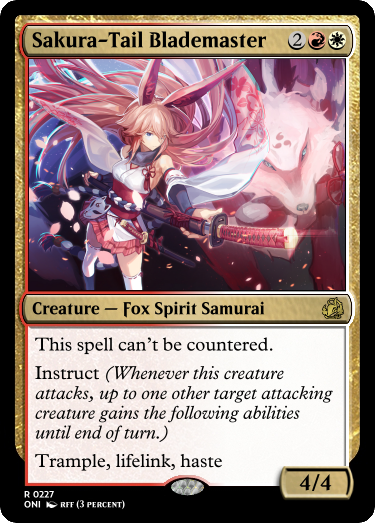 Sakura-Tail Blademaster 2
Creature — Fox Spirit Samurai
This spell can't be countered.
Instruct (Whenever this creature
attacks, up to one other target attacking
creature gains the following abilities
until end of turn.)
Trample, lifelink, haste
4/4
R 0227
ONI RFF (3 PERCENT)